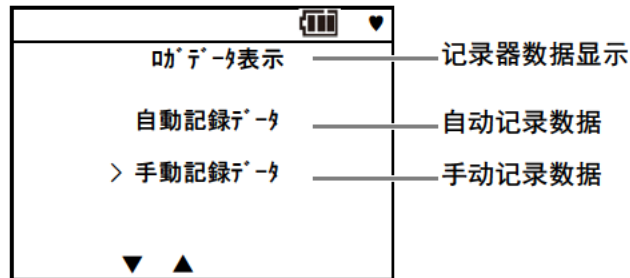 ﾛｶﾞﾃﾞｰﾀ表示 记录器数据显示
自動記録ﾃﾞｰﾀ 自动记录数据
> 手動記録ﾃﾞｰﾀ 手动记录数据